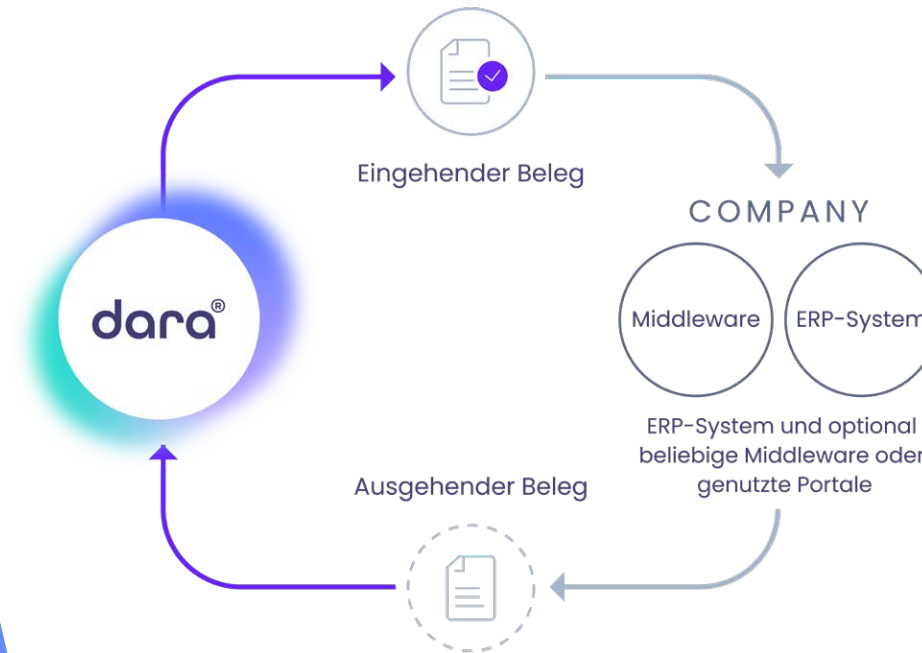 Eingehender Beleg
COMPANY
dara®
Middleware
ERP-System
ERP-System und optional
beliebige Middleware oder
genutzte Portale
Ausgehender Beleg